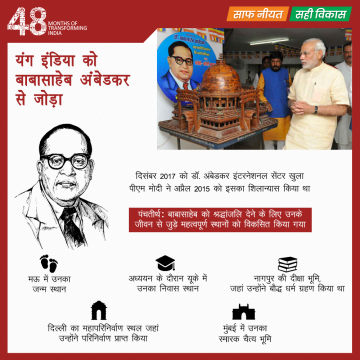 48 MONTHS OF
TRANSFORMING
INDIA
साफ नीयत सही विकास
यंग इंडिया को
बाबासाहेब अंबेडकर
से जोड़ा
दिसंबर 2017 को डॉ. अंबेडकर इंटरनेशनल सेंटर खुला
पीएम मोदी ने अप्रैल 2015 को इसका शिलान्यास किया था
पंचतीर्थ: बाबासाहेब को श्रद्धांजलि देने के लिए उनके
जीवन से जुड़े महत्वपूर्ण स्थानों को विकसित किया गया
मऊ में उनका
जन्म स्थान
अध्ययन के दौरान यूके में
उनका निवास स्थान
नागपुर की दीक्षा भूमि,
जहां उन्होंने बौद्ध धर्म ग्रहण किया था
दिल्ली का महापरिनिर्वाण स्थल जहां
उन्होंने परिनिर्वाण प्राप्त किया
मुंबई में उनका
स्मारक चैत्य भूमि